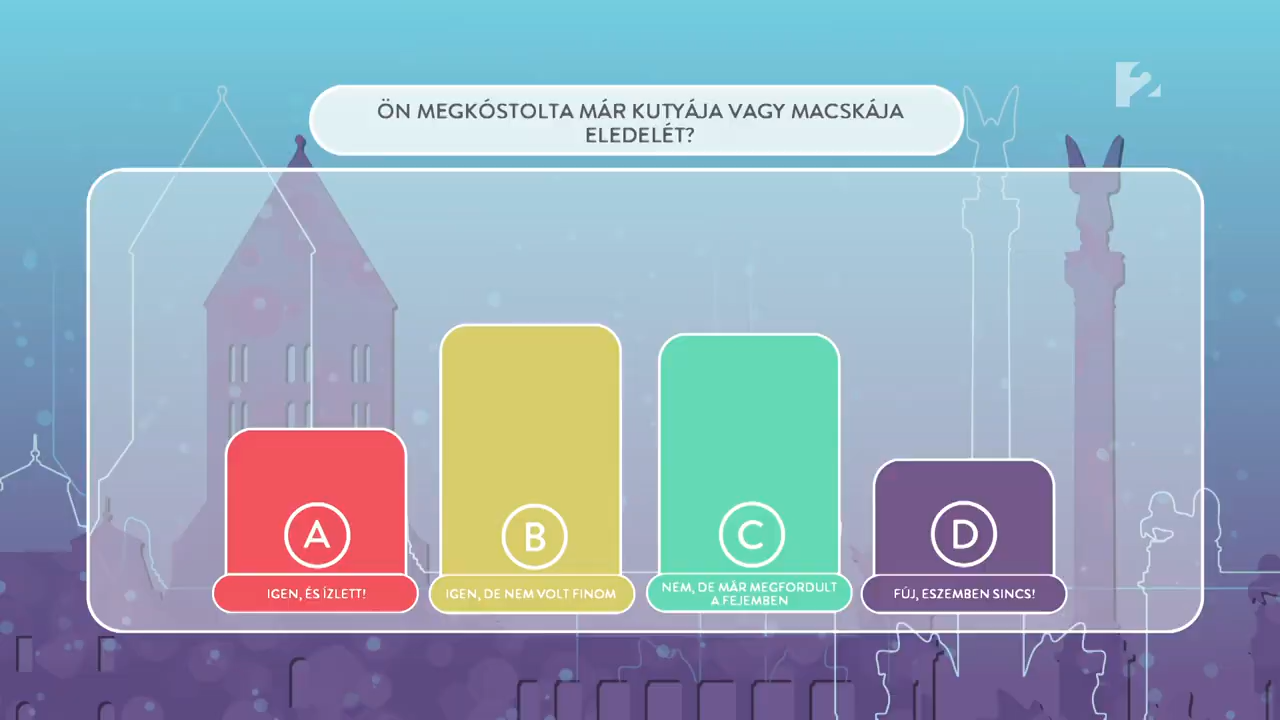 ÖN MEGKÓSTOLTA MÁR KUTYÁJA VAGY MACSKÁJA
ELEDELÉT?
2
A
B
C
D
IGEN, ÉS ÍZLETT!
IGEN, DE NEM VOLT FINOM
NEM, DE MÁR MEGFORDULT
A FEJEMBEN
FÚJ, ESZEMBEN SINCS!